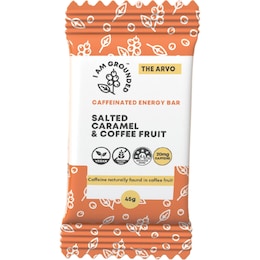 I AM GROUNDED
THE ARVO
CAFFEINATED ENERGY BAR
SALTED
CARAMEL
& COFFEE FRUIT
20mg
Caffeine naturally found in coffee fruit
45g